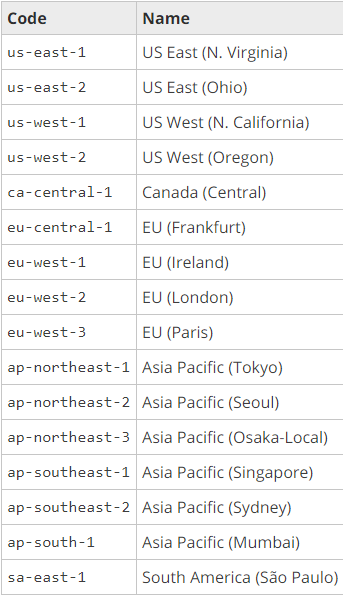 Code Name
us-east-1 US East (N. Virginia)
us-east-2 US East (Ohio)
us-west-1 US West (N. California)
us-west-2 US West (Oregon)
ca-central-1 Canada (Central)
eu-central-1 EU (Frankfurt)
eu-west-1 EU (Ireland)
eu-west-2 EU (London)
eu-west-3 EU (Paris)
ap-northeast-1 Asia Pacific (Tokyo)
ap-northeast-2 Asia Pacific (Seoul)
ap-northeast-3 Asia Pacific (Osaka-Local)
ap-southeast-1 Asia Pacific (Singapore)
ap-southeast-2 Asia Pacific (Sydney)
ap-south-1 Asia Pacific (Mumbai)
sa-east-1 South America (São Paulo)